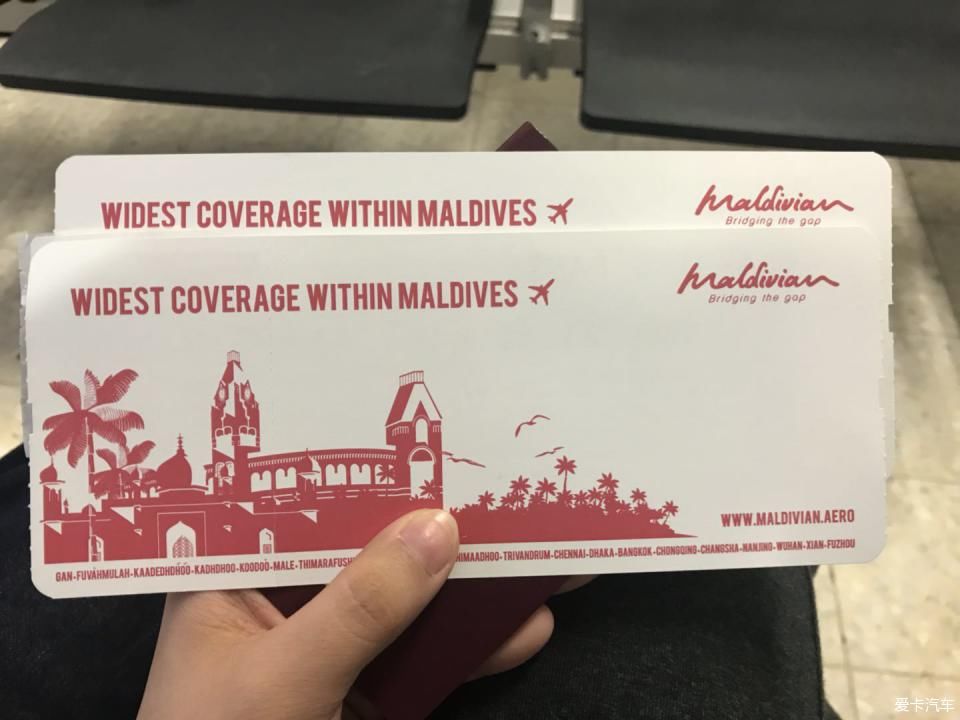 WIDEST COVERAGE WITHIN MALDIVES
Maldivian
Bridging the gap
WIDEST COVERAGE WITHIN MALDIVES
Maldivian
Bridging the gap
WWW.MALDIVIAN.AERO
GAN-FUVAHMULAH-KAADEDHDHOO-KADHDHOO-KOODOO-MALE-THIMARAFUSH
IMAADHOO-TRIVANDRUM-CHENNAI-DHAKA-BANGKOK-CHONGQING-CHANGSHA-NANJING-WUHAN-XIAN-FUZHOU
爱卡汽车